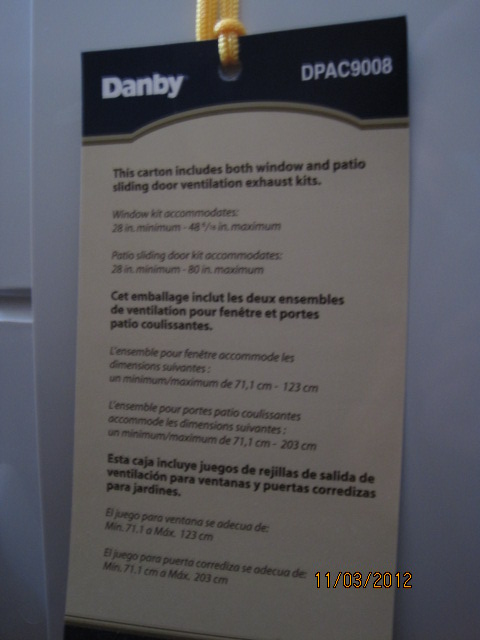 Danby
DPAC9008
This carton includes both window and patio
sliding door ventilation exhaust kits.
Window kit accommodates:
28 in. minimum - 48 in. maximum
Patio sliding door kit accommodates:
28 in. minimum - 80 in. maximum
Cet emballage inclut les deux ensembles
de ventilation pour fenêtre et portes
patio coulissantes.
L'ensemble pour fenêtre accommode les
dimensions suivantes :
un minimum/maximum de 71,1 cm - 123 cm
L'ensemble pour portes patio coulissantes
accommode les dimensions suivantes :
un minimum/maximum de 71,1 cm - 203 cm
Esta caja incluye juegos de rejillas de salida de
ventilación para ventanas y puertas corredizas
para jardines.
El juego para ventana se adecua de:
Mín. 71.1 a Máx. 123 cm
El juego para puerta corrediza se adecua de:
Mín. 71.1 cm a Máx. 203 cm
11/03/2012